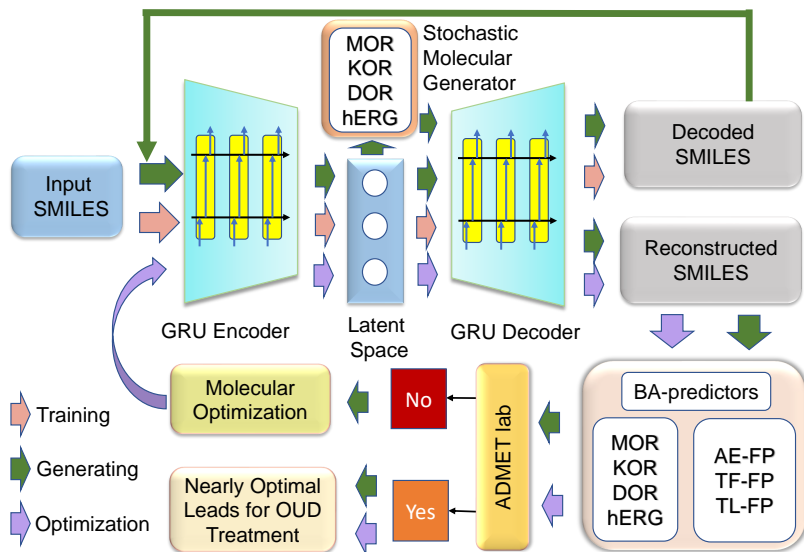 MOR
KOR
DOR
hERG
Stochastic
Molecular
Generator
Input
SMILES
Decoded
SMILES
Reconstructed
SMILES
GRU Encoder
Latent
Space
GRU Decoder
BA-predictors
MOR
KOR
DOR
hERG
AE-FP
TF-FP
TL-FP
ADMET lab
No
Yes
Molecular
Optimization
Nearly Optimal
Leads for OUD
Treatment
Training
Generating
Optimization